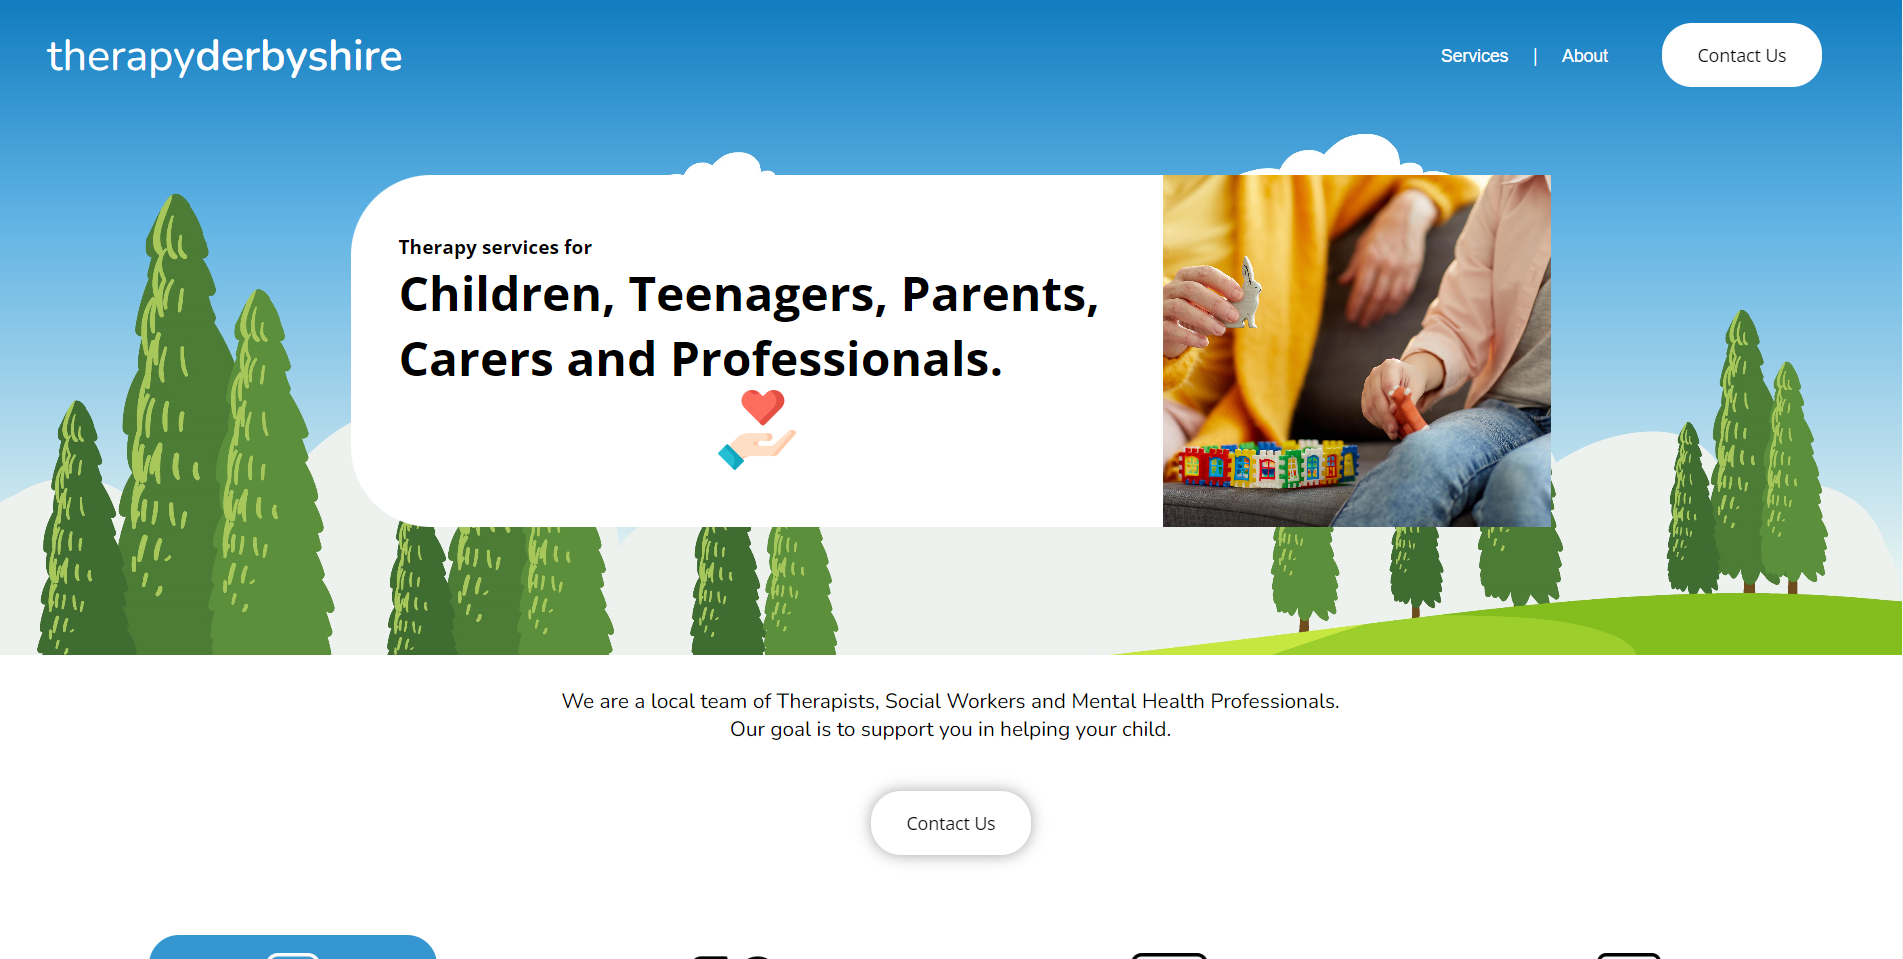 therapyderbyshire
Services | About
Contact Us
Therapy services for
Children, Teenagers, Parents,
Carers and Professionals.
We are a local team of Therapists, Social Workers and Mental Health Professionals.
Our goal is to support you in helping your child.
Contact Us